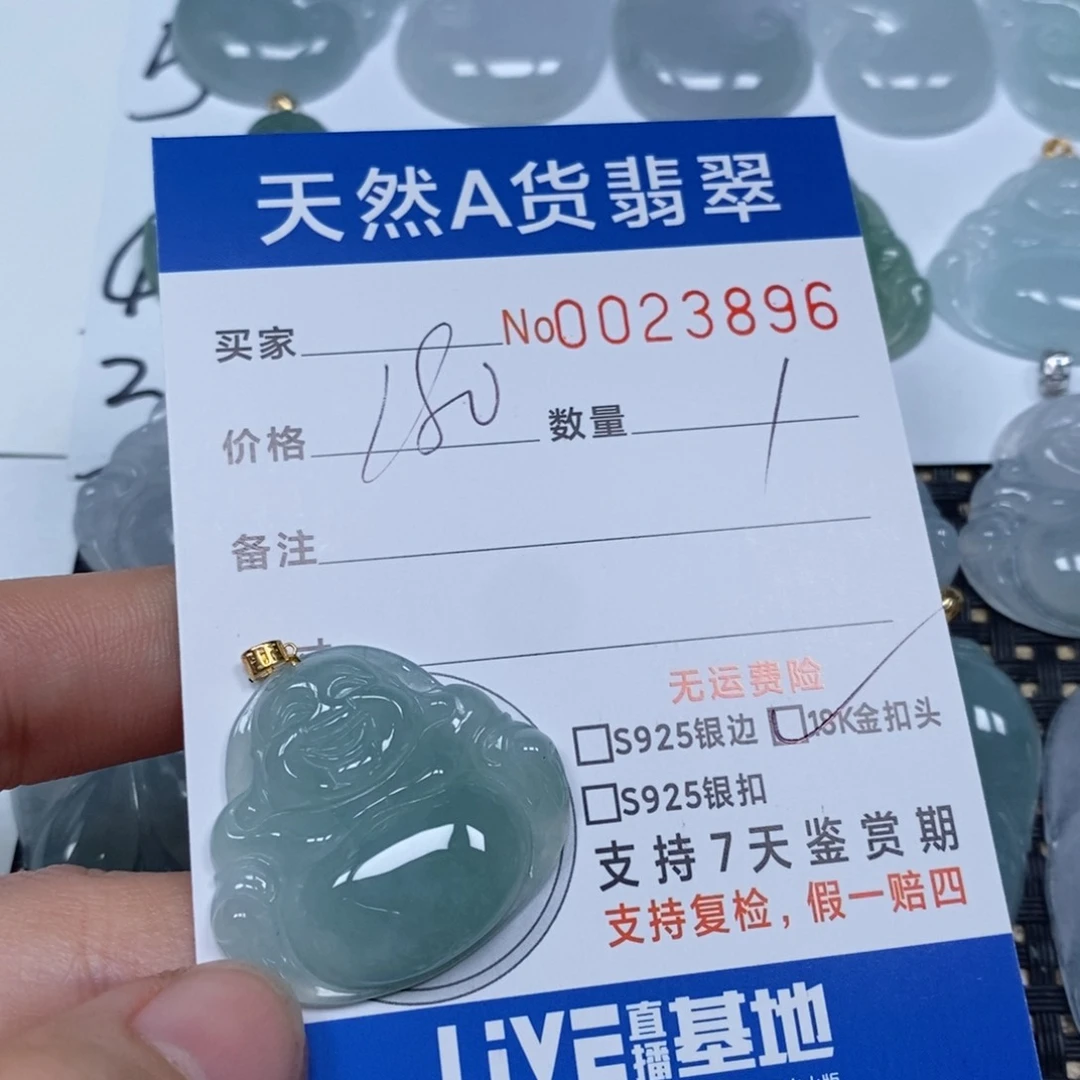 5
4
2
天然A货翡翠
买家 No0023896
价格 180 数量 1
备注
无运费险
S925银边 18K金扣头
S925银扣
支持7天鉴赏期
支持复检，假一赔四
LiVE直播基地